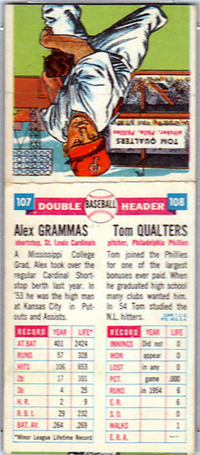 TOM QUALTERS
pitcher, Phila. Phillies
107 DOUBLE BASEBALL HEADER 108
Alex GRAMMAS
shortstop, St. Louis Cardinals
A Mississippi College
Grad, Alex took over the
regular Cardinal Short-
stop berth last year. In
'53 he was the high man
at Kansas City in Put-
outs and Assists.
Tom QUALTERS
pitcher, Philadelphia Phillies
Tom joined the Phillies
for one of the largest
bonuses ever paid. When
he graduated high school
many clubs wanted him.
In 54 Tom studied the
N.L. hitters.
RECORD YEAR LIFE*
AT BAT 401 2424
RUNS 57 328
HITS 106 653
2b 17 101
3b 4 25
H.R. 2 9
R.B.I. 29 232
BAT. AV. .264 .269
*Minor League Lifetime Record
RECORD YEAR LIFE
Innings Did not 0
Won appear 0
LOST in any 0
PCT. game .000
RUNS in 1954 6
E.R. 6
S.O. 0
WALKS 1
E.R.A.